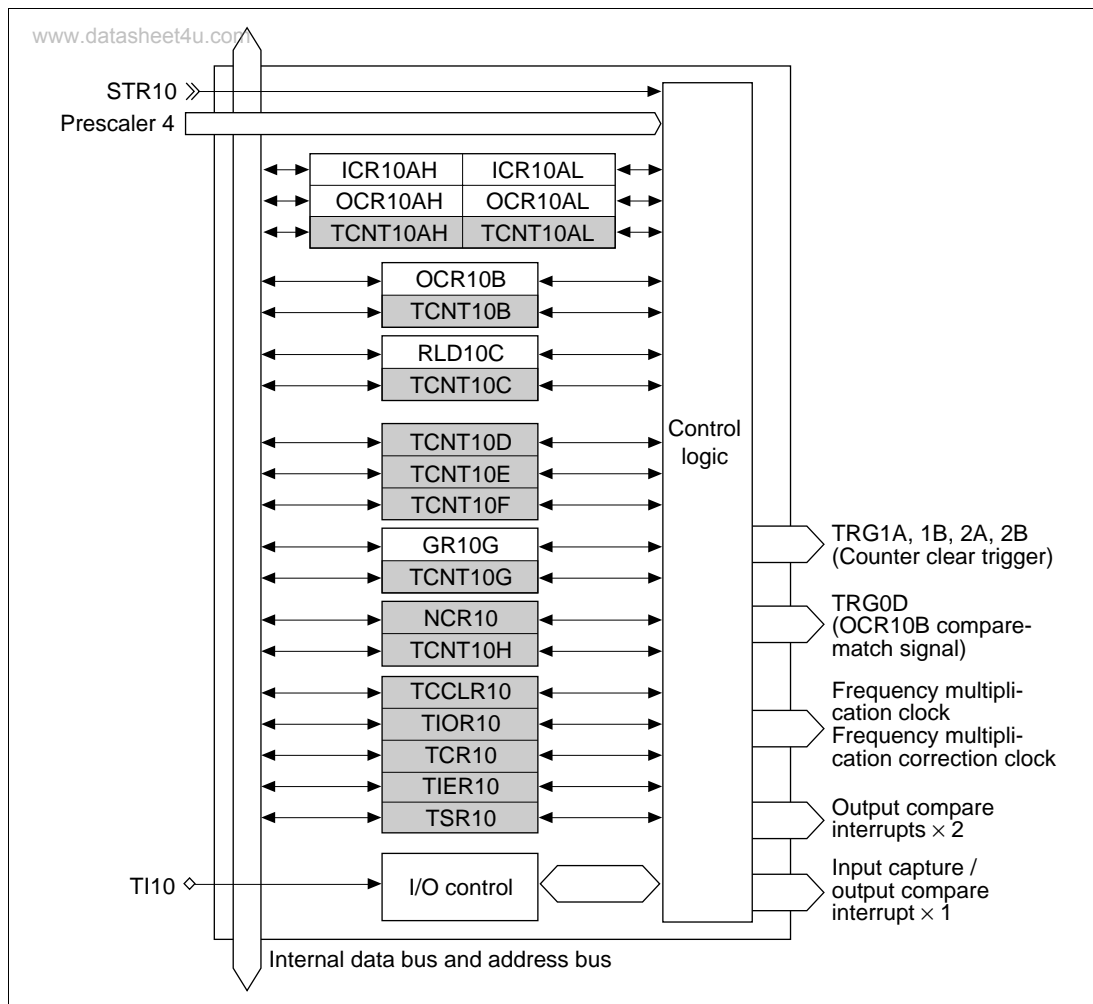 www.datasheet4u.com
STR10
Prescaler 4
ICR10AH ICR10AL
OCR10AH OCR10AL
TCNT10AH TCNT10AL
OCR10B
TCNT10B
RLD10C
TCNT10C
TCNT10D
TCNT10E
TCNT10F
GR10G
TCNT10G
NCR10
TCNT10H
TCCLR10
TIOR10
TCR10
TIER10
TSR10
TI10
I/O control
Control
logic
TRG1A, 1B, 2A, 2B
(Counter clear trigger)
TRG0D
(OCR10B compare-
match signal)
Frequency multipli-
cation clock
Frequency multipli-
cation correction clock
Output compare
interrupts × 2
Input capture /
output compare
interrupt × 1
Internal data bus and address bus